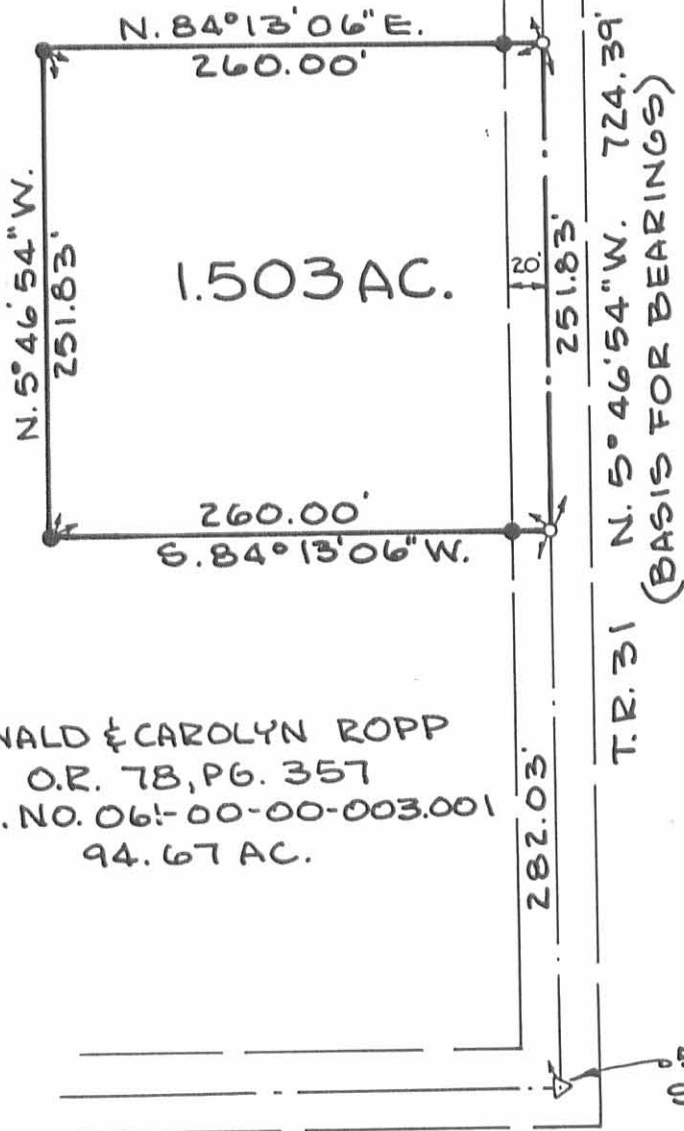 N. 84°13'06" E.
260.00'
N. 5°46'54" W.
251.83'
1.503 AC.
20.
251.83'
T.R. 31 N. 5°46'54" W. 724.39'
(BASIS FOR BEARINGS)
260.00'
S. 84°13'06" W.
NALD & CAROLYN ROPP
O.R. 78, PG. 357
. NO. 061-00-00-003.001
94.67 AC.
282.03'